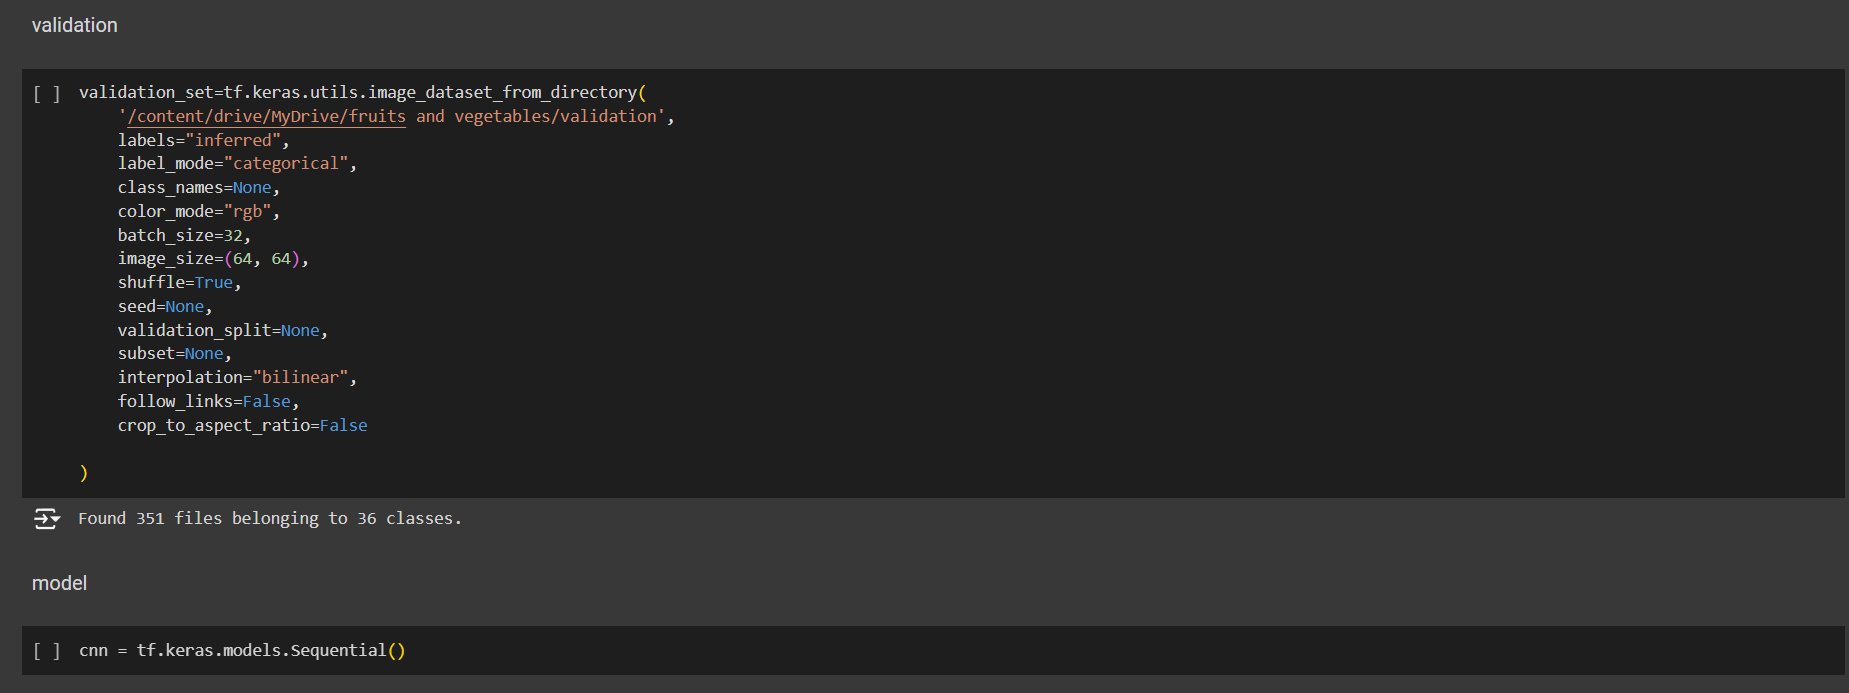 validation
[ ] validation_set=tf.keras.utils.image_dataset_from_directory(
'/content/drive/MyDrive/fruits and vegetables/validation',
labels="inferred",
label_mode="categorical",
class_names=None,
color_mode="rgb",
batch_size=32,
image_size=(64, 64),
shuffle=True,
seed=None,
validation_split=None,
subset=None,
interpolation="bilinear",
follow_links=False,
crop_to_aspect_ratio=False
)
Found 351 files belonging to 36 classes.
model
[ ] cnn = tf.keras.models.Sequential()